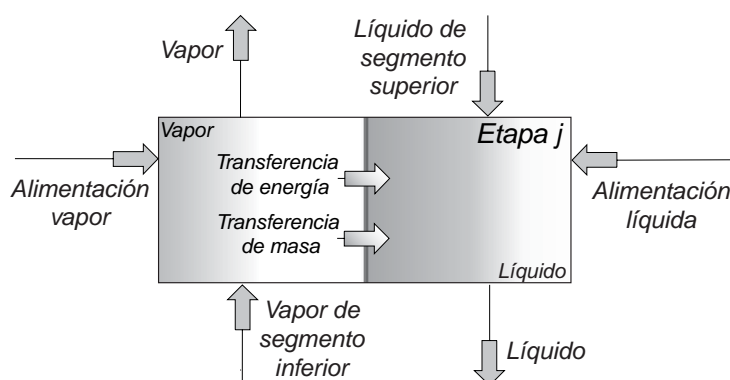 Vapor
Líquido de
segmento
superior
Vapor
Etapa j
Transferencia
de energía
Alimentación
vapor
Alimentación
líquida
Transferencia
de masa
Líquido
Vapor de
segmento
inferior
Líquido